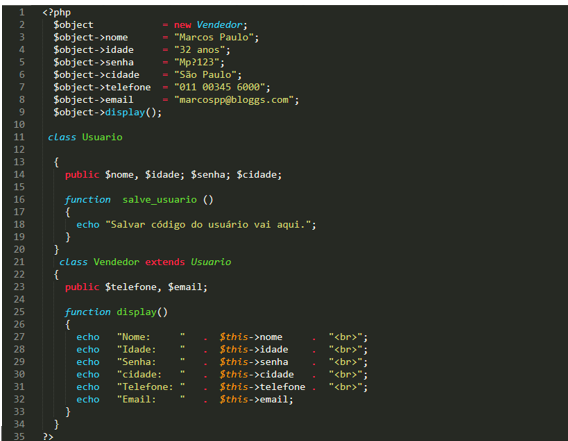 1 <?php
2 $object = new Vendedor;
3 $object->nome = "Marcos Paulo";
4 $object->idade = "32 anos";
5 $object->senha = "Mp?123";
6 $object->cidade = "São Paulo";
7 $object->telefone = "011 00345 6000";
8 $object->email = "marcospp@bloggs.com";
9 $object->display();
10
11 class Usuario
12
13 {
14 public $nome, $idade; $senha; $cidade;
15
16 function salve_usuario ()
17 {
18 echo "Salvar código do usuário vai aqui.";
19 }
20 }
21 class Vendedor extends Usuario
22 {
23 public $telefone, $email;
24
25 function display()
26 {
27 echo "Nome: " . $this->nome . "<br>";
28 echo "Idade: " . $this->idade . "<br>";
29 echo "Senha: " . $this->senha . "<br>";
30 echo "cidade: " . $this->cidade . "<br>";
31 echo "Telefone: " . $this->telefone . "<br>";
32 echo "Email: " . $this->email;
33 }
34 }
35 ?>